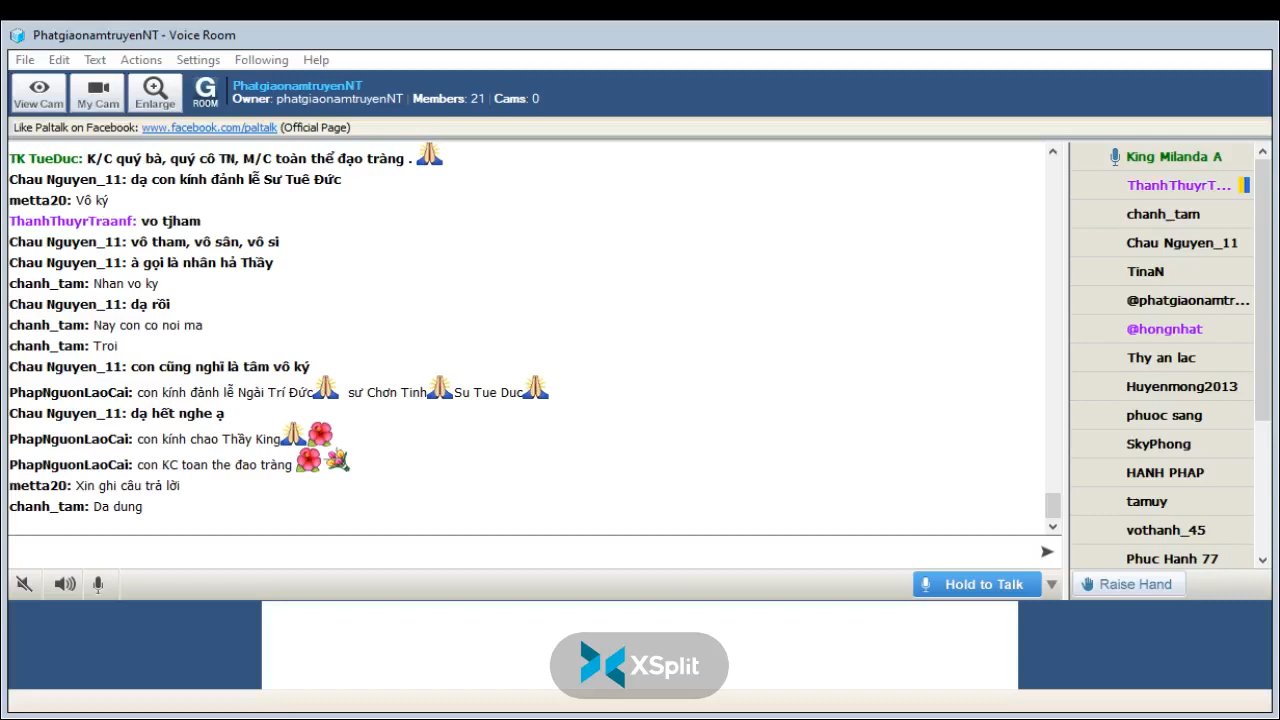 PhatgiaonamtruyenNT - Voice Room
File Edit Text Actions Settings Following Help
View Cam My Cam Enlarge G ROOM
PhatgiaonamtruyenNT
Owner: phatgiaonamtruyenNT | Members: 21 | Cams: 0
Like Paltalk on Facebook: www.facebook.com/paltalk (Official Page)
TK TueDuc: K/C quý bà, quý cô TN, M/C toàn thể đạo tràng .
Chau Nguyen_11: dạ con kính đảnh lễ Sư Tuê Đức
metta20: Vô ký
ThanhThuyrTraanf: vo tjham
Chau Nguyen_11: vô tham, vô sân, vô si
Chau Nguyen_11: à gọi là nhân hả Thầy
chanh_tam: Nhan vo ky
Chau Nguyen_11: dạ rồi
chanh_tam: Nay con co noi ma
chanh_tam: Troi
Chau Nguyen_11: con cũng nghĩ là tâm vô ký
PhapNguonLaoCai: con kính đảnh lễ Ngài Trí Đức sư Chơn Tinh Su Tue Duc
Chau Nguyen_11: dạ hết nghe ạ
PhapNguonLaoCai: con kính chao Thầy King
PhapNguonLaoCai: con KC toan the đao tràng
metta20: Xin ghi câu trả lời
chanh_tam: Da dung
King Milanda A
ThanhThuyrT...
chanh_tam
Chau Nguyen_11
TinaN
@phatgiaonamtr...
@hongnhat
Thy an lac
Huyenmong2013
phuoc sang
SkyPhong
HANH PHAP
tamuy
vothanh_45
Phuc Hanh 77
Hold to Talk
Raise Hand
XSplit